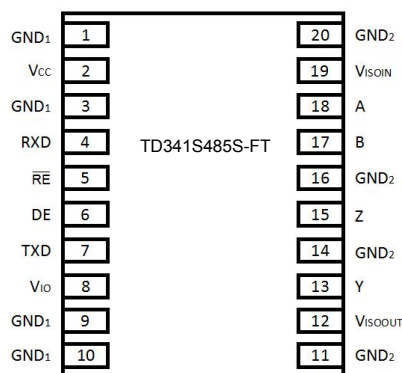 GND₁ 1 20 GND₂
Vcc 2 19 VISOIN
GND₁ 3 18 A
RXD 4 TD341S485S-FT 17 B
R̅E̅ 5 16 GND₂
DE 6 15 Z
TXD 7 14 GND₂
VIO 8 13 Y
GND₁ 9 12 VISOOUT
GND₁ 10 11 GND₂